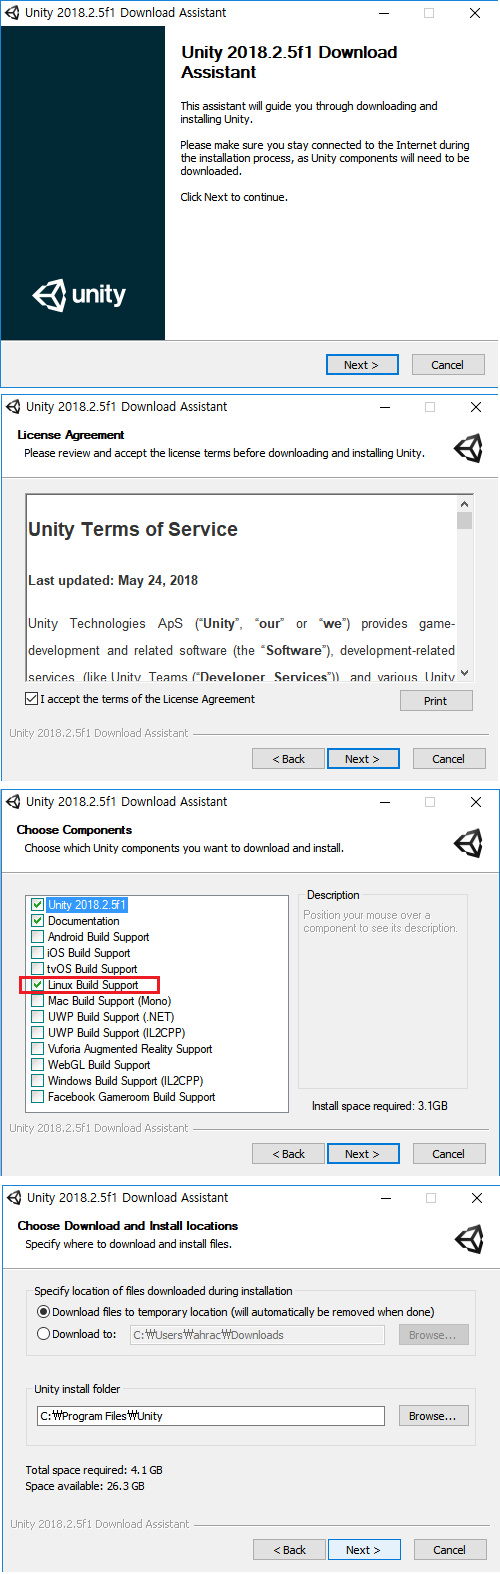 Unity 2018.2.5f1 Download Assistant
Unity 2018.2.5f1 Download
Assistant
This assistant will guide you through downloading and
installing Unity.
Please make sure you stay connected to the Internet during
the installation process, as Unity components will need to be
downloaded.
Click Next to continue.
unity
Next >
Cancel
Unity 2018.2.5f1 Download Assistant
License Agreement
Please review and accept the license terms before downloading and installing Unity.
Unity Terms of Service
Last updated: May 24, 2018
Unity Technologies ApS (“Unity”, “our” or “we”) provides game-
development and related software (the “Software”), development-related
services (like Unity Teams (“Developer Services”)), and various Unity
I accept the terms of the License Agreement
Print
Unity 2018.2.5f1 Download Assistant
< Back
Next >
Cancel
Unity 2018.2.5f1 Download Assistant
Choose Components
Choose which Unity components you want to download and install.
Unity 2018.2.5f1
Documentation
Android Build Support
iOS Build Support
tvOS Build Support
Linux Build Support
Mac Build Support (Mono)
UWP Build Support (.NET)
UWP Build Support (IL2CPP)
Vuforia Augmented Reality Support
WebGL Build Support
Windows Build Support (IL2CPP)
Facebook Gameroom Build Support
Description
Position your mouse over a
component to see its description.
Install space required: 3.1GB
Unity 2018.2.5f1 Download Assistant
< Back
Next >
Cancel
Unity 2018.2.5f1 Download Assistant
Choose Download and Install locations
Specify where to download and install files.
Specify location of files downloaded during installation
Download files to temporary location (will automatically be removed when done)
Download to:
C:₩Users₩ahrac₩Downloads
Browse...
Unity install folder
C:₩Program Files₩Unity
Browse...
Total space required: 4.1GB
Space available: 26.3 GB
Unity 2018.2.5f1 Download Assistant
< Back
Next >
Cancel